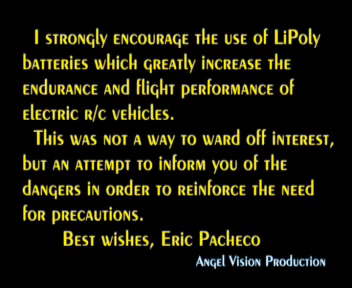 I strongly encourage the use of LiPoly
batteries which greatly increase the
endurance and flight performance of
electric r/c vehicles.
This was not a way to ward off interest,
but an attempt to inform you of the
dangers in order to reinforce the need
for precautions.
Best wishes, Eric Pacheco
Angel Vision Production